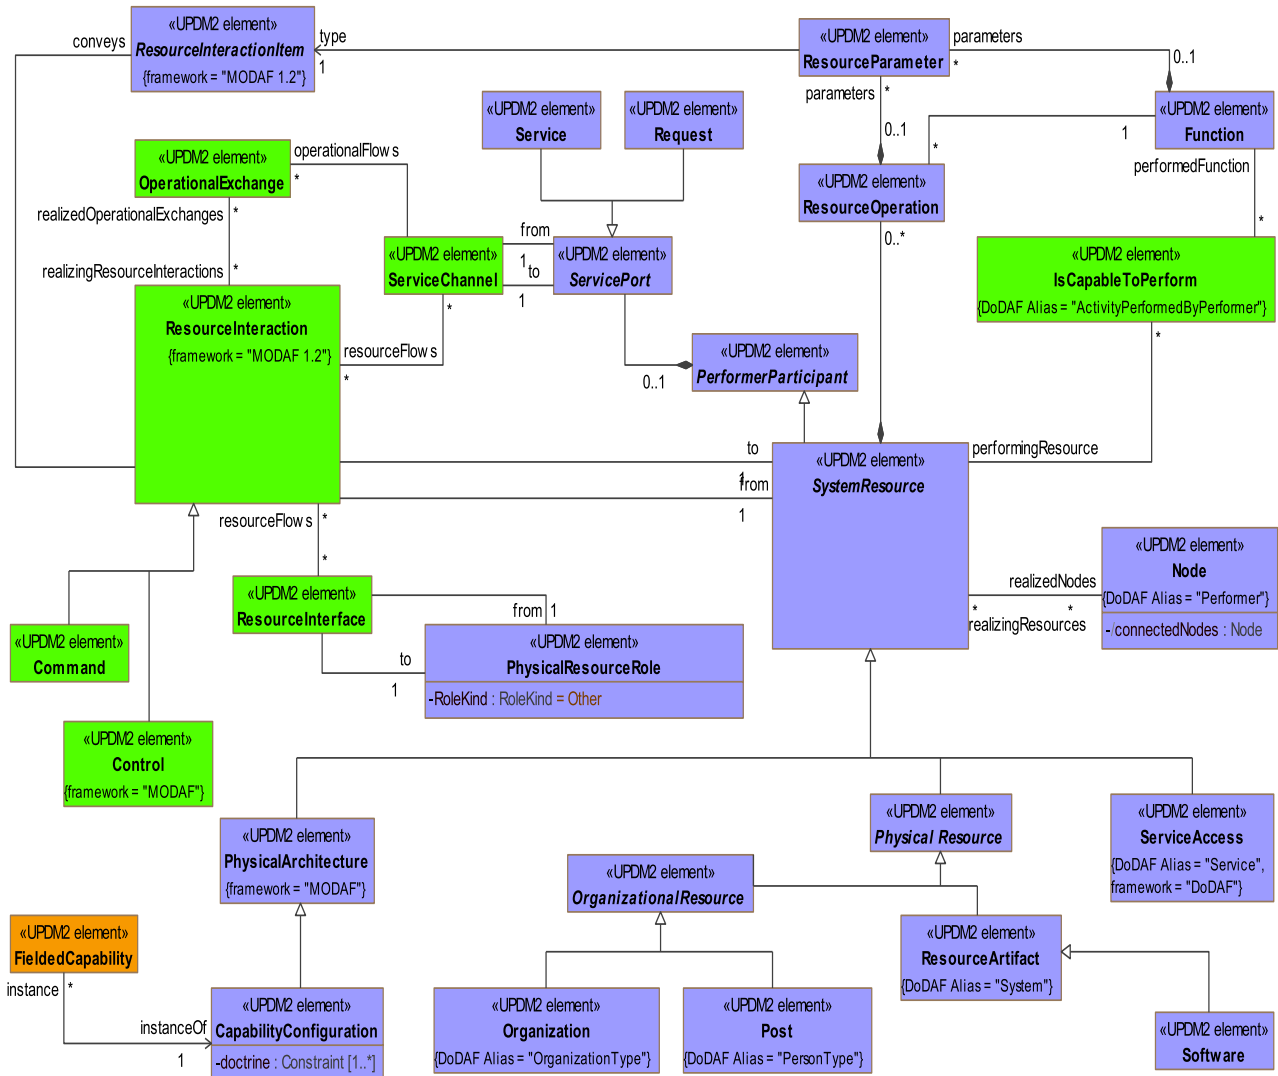 «UPDM2 element»
ResourceInteractionItem
{framework = "MODAF 1.2"}
conveys
type
1
«UPDM2 element»
ResourceParameter
parameters
*
0..1
parameters
*
0..1
«UPDM2 element»
Service
«UPDM2 element»
Request
«UPDM2 element»
Function
1
*
performedFunction
*
«UPDM2 element»
OperationalExchange
operationalFlows
*
realizedOperationalExchanges
*
realizingResourceInteractions
*
«UPDM2 element»
ResourceOperation
0..*
«UPDM2 element»
ServiceChannel
from
1
to
1
*
«UPDM2 element»
ServicePort
«UPDM2 element»
IsCapableToPerform
{DoDAF Alias = "ActivityPerformedByPerformer"}
*
«UPDM2 element»
ResourceInteraction
{framework = "MODAF 1.2"}
resourceFlows
*
0..1
«UPDM2 element»
PerformerParticipant
to
1
from
1
«UPDM2 element»
SystemResource
performingResource
resourceFlows
*
*
«UPDM2 element»
ResourceInterface
from
1
to
1
«UPDM2 element»
PhysicalResourceRole
-RoleKind : RoleKind = Other
realizedNodes
*
*
realizingResources
«UPDM2 element»
Node
{DoDAF Alias = "Performer"}
-/connectedNodes : Node
«UPDM2 element»
Command
«UPDM2 element»
Control
{framework = "MODAF"}
«UPDM2 element»
PhysicalArchitecture
{framework = "MODAF"}
«UPDM2 element»
Physical Resource
«UPDM2 element»
ServiceAccess
{DoDAF Alias = "Service",
framework = "DoDAF"}
«UPDM2 element»
OrganizationalResource
«UPDM2 element»
FieldedCapability
instance
*
instanceOf
1
«UPDM2 element»
CapabilityConfiguration
-doctrine : Constraint [1..*]
«UPDM2 element»
Organization
{DoDAF Alias = "OrganizationType"}
«UPDM2 element»
Post
{DoDAF Alias = "PersonType"}
«UPDM2 element»
ResourceArtifact
{DoDAF Alias = "System"}
«UPDM2 element»
Software